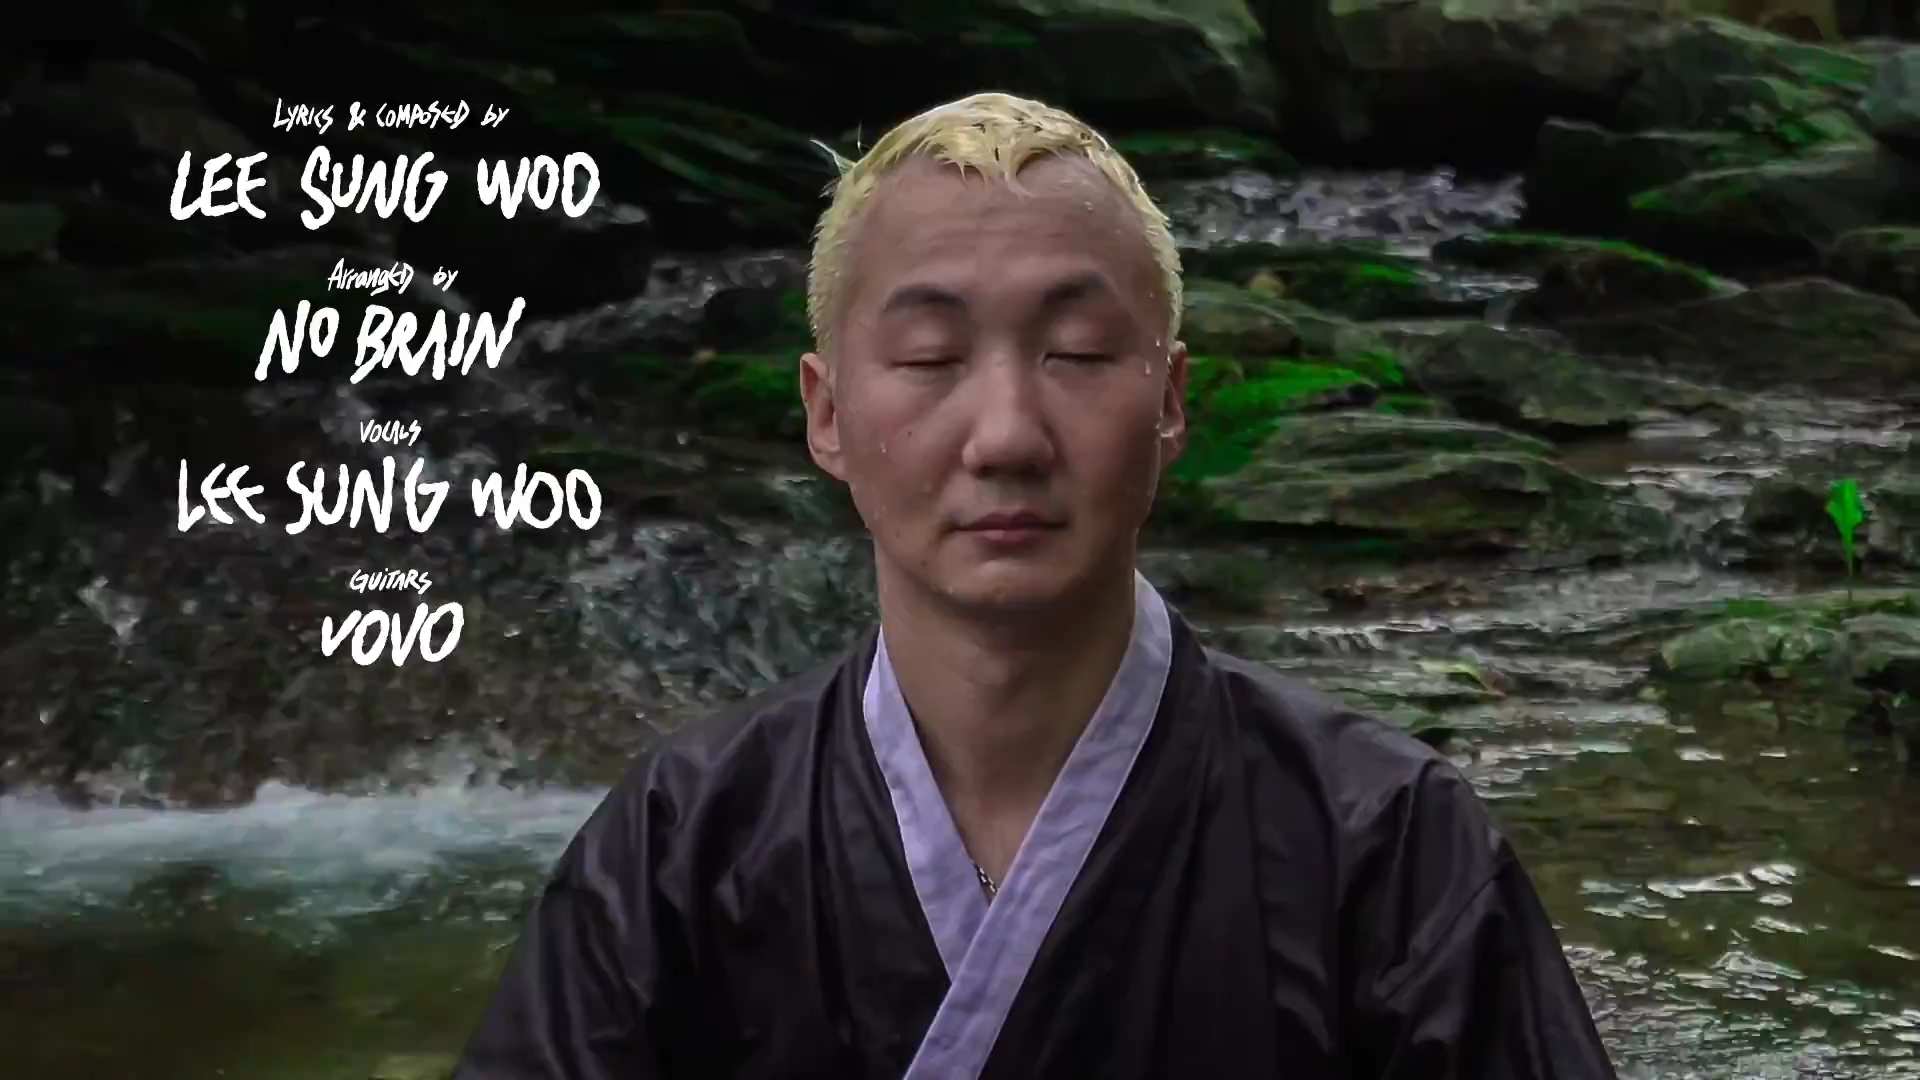 LYRICS & COMPOSED by
LEE SUNG WOO
Arranged by
NO BRAIN
VOCALS
LEE SUNG WOO
GUITARS
VOVO